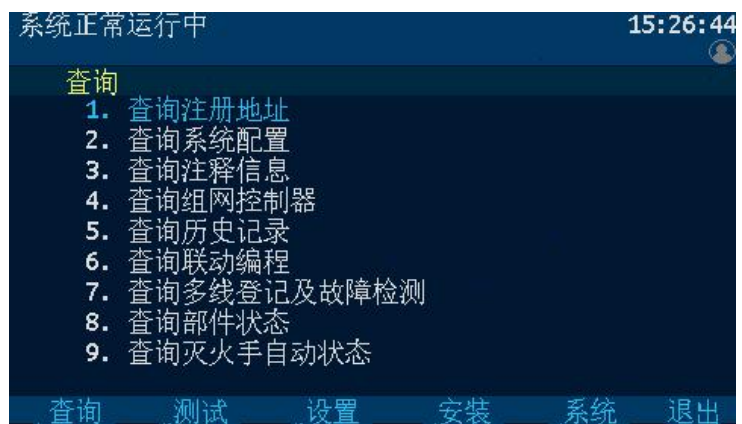 系统正常运行中 15:26:44
查询
1. 查询注册地址
2. 查询系统配置
3. 查询注释信息
4. 查询组网控制器
5. 查询历史记录
6. 查询联动编程
7. 查询多线登记及故障检测
8. 查询部件状态
9. 查询灭火手自动状态
查询 测试 设置 安装 系统 退出